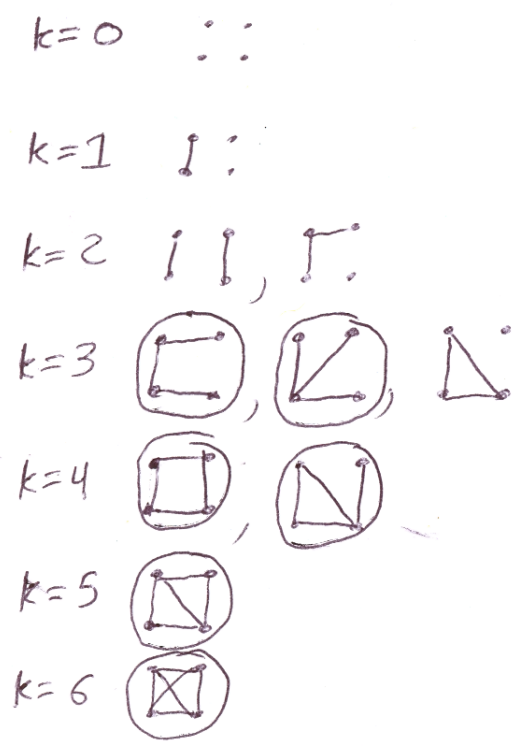 k=0
k=1
k=2 ,
k=3 , ,
k=4 ,
k=5
k=6